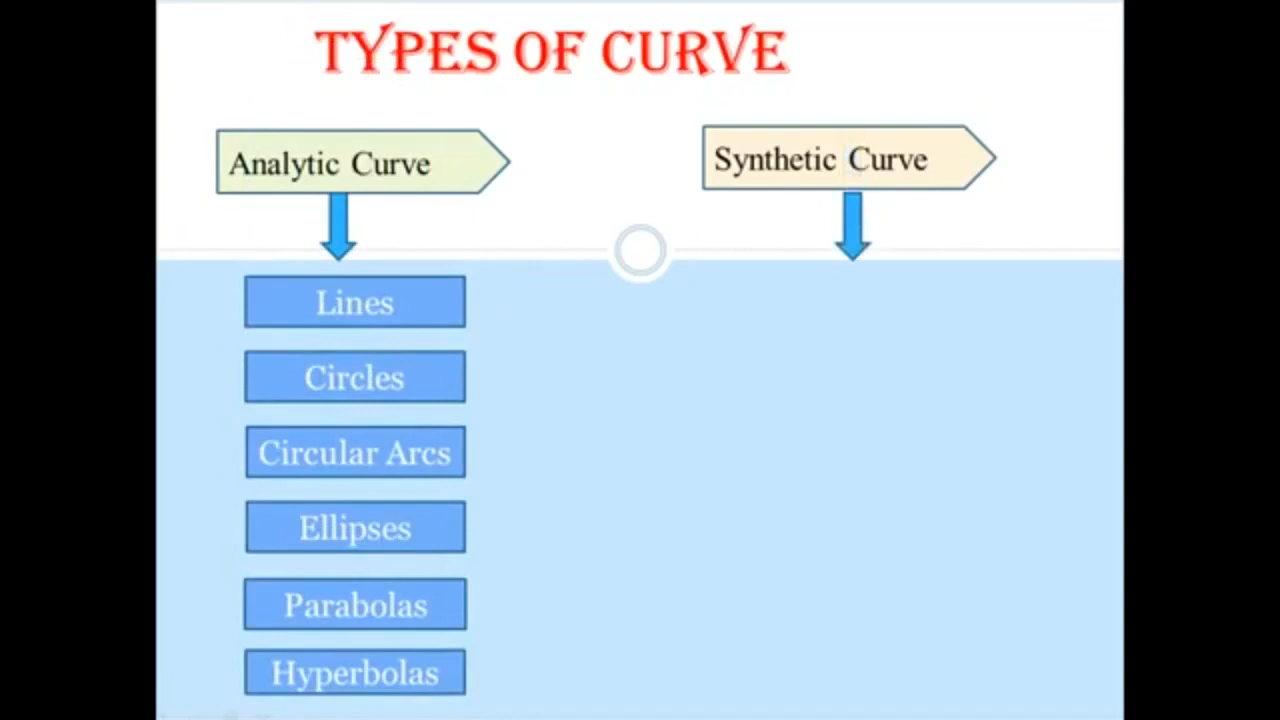 TYPES OF CURVE
Analytic Curve
Synthetic Curve
Lines
Circles
Circular Arcs
Ellipses
Parabolas
Hyperbolas